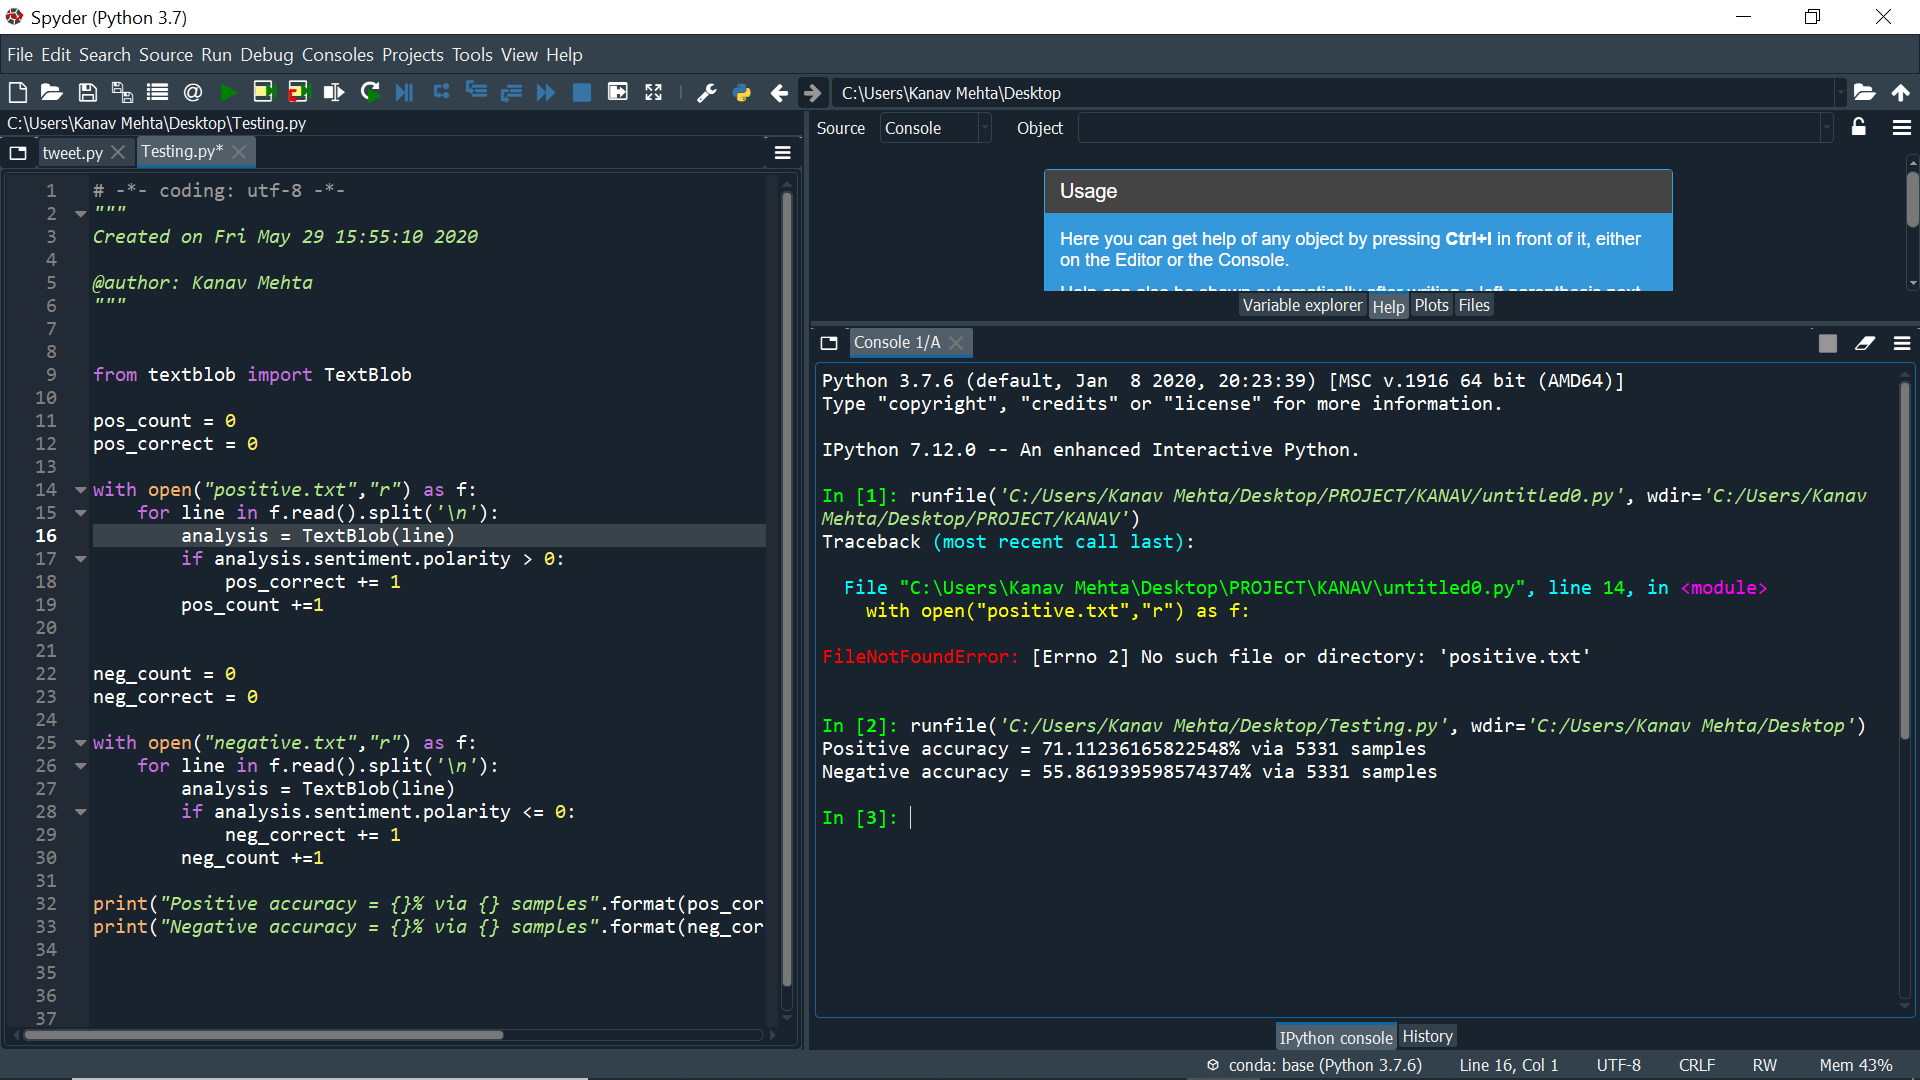 Spyder (Python 3.7)
File Edit Search Source Run Debug Consoles Projects Tools View Help
C:\Users\Kanav Mehta\Desktop
C:\Users\Kanav Mehta\Desktop\Testing.py
tweet.py Testing.py*
1 # -*- coding: utf-8 -*-
2 """
3 Created on Fri May 29 15:55:10 2020
4
5 @author: Kanav Mehta
6 """
7
8
9 from textblob import TextBlob
10
11 pos_count = 0
12 pos_correct = 0
13
14 with open("positive.txt","r") as f:
15     for line in f.read().split('\n'):
16         analysis = TextBlob(line)
17         if analysis.sentiment.polarity > 0:
18             pos_correct += 1
19         pos_count +=1
20
21
22 neg_count = 0
23 neg_correct = 0
24
25 with open("negative.txt","r") as f:
26     for line in f.read().split('\n'):
27         analysis = TextBlob(line)
28         if analysis.sentiment.polarity <= 0:
29             neg_correct += 1
30         neg_count +=1
31
32 print("Positive accuracy = {}% via {} samples".format(pos_cor
33 print("Negative accuracy = {}% via {} samples".format(neg_cor
34
35
36
37
Source Console Object
Usage
Here you can get help of any object by pressing Ctrl+I in front of it, either
on the Editor or the Console.
Help can also be shown automatically after writing a left parenthesis next
Variable explorer Help Plots Files
Console 1/A
Python 3.7.6 (default, Jan  8 2020, 20:23:39) [MSC v.1916 64 bit (AMD64)]
Type "copyright", "credits" or "license" for more information.
IPython 7.12.0 -- An enhanced Interactive Python.
In [1]: runfile('C:/Users/Kanav Mehta/Desktop/PROJECT/KANAV/untitled0.py', wdir='C:/Users/Kanav
Mehta/Desktop/PROJECT/KANAV')
Traceback (most recent call last):
File "C:\Users\Kanav Mehta\Desktop\PROJECT\KANAV\untitled0.py", line 14, in <module>
with open("positive.txt","r") as f:
FileNotFoundError: [Errno 2] No such file or directory: 'positive.txt'
In [2]: runfile('C:/Users/Kanav Mehta/Desktop/Testing.py', wdir='C:/Users/Kanav Mehta/Desktop')
Positive accuracy = 71.11236165822548% via 5331 samples
Negative accuracy = 55.861939598574374% via 5331 samples
In [3]:
IPython console History
conda: base (Python 3.7.6) Line 16, Col 1 UTF-8 CRLF RW Mem 43%